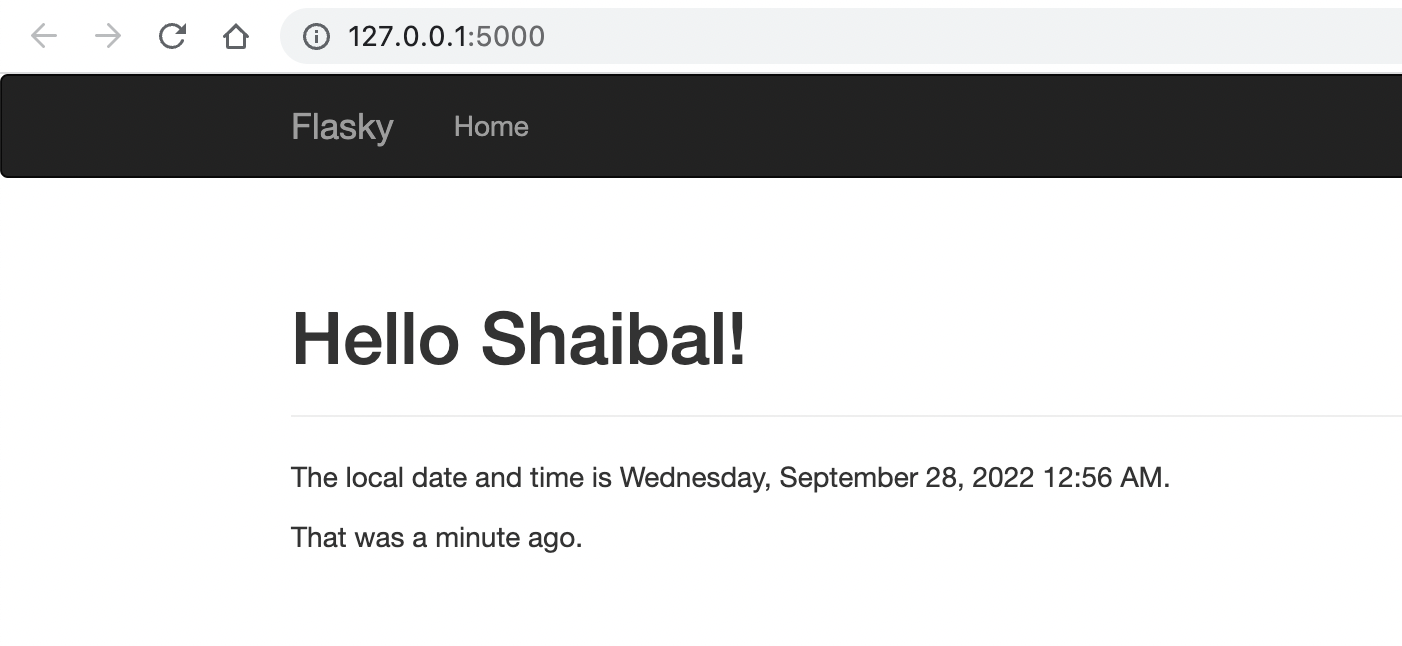 127.0.0.1:5000
Flasky Home
Hello Shaibal!
The local date and time is Wednesday, September 28, 2022 12:56 AM.
That was a minute ago.